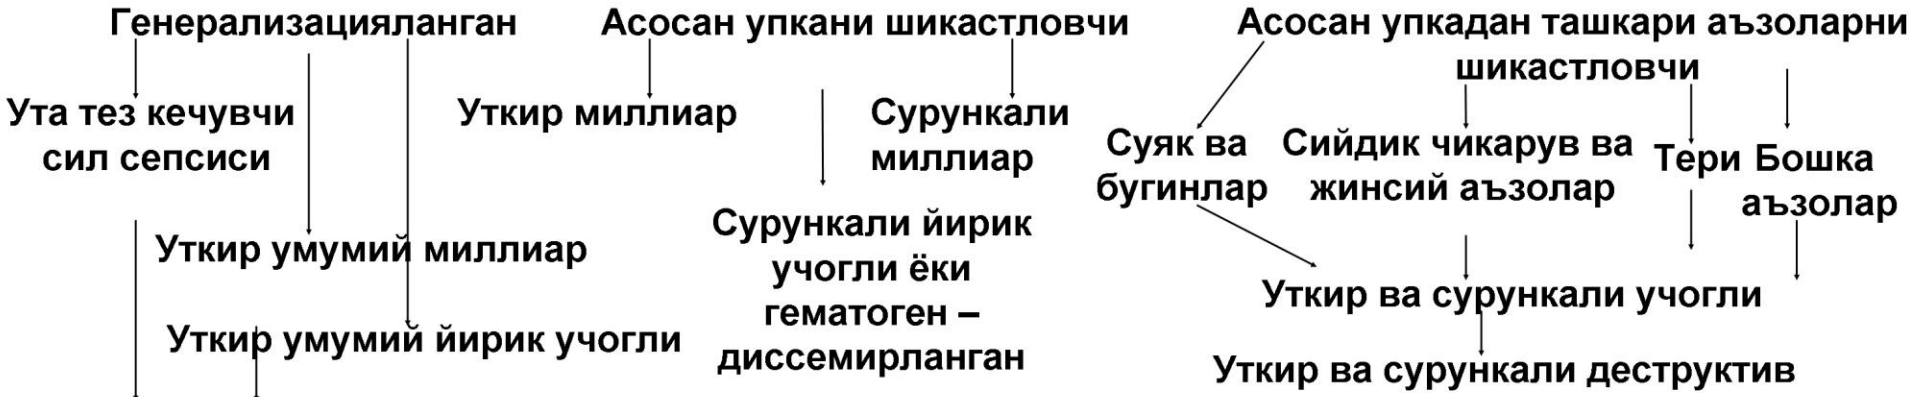 Генерализацияланган
Ута тез кечувчи
сил сепсиси
Уткир умумий миллиар
Уткир умумий йирик учогли
Асосан упкани шикастловчи
Уткир миллиар
Сурункали
миллиар
Сурункали йирик
учогли ёки
гематоген –
диссемирланган
Асосан упкадан ташкари аъзоларни
шикастловчи
Суяк ва
бугинлар
Сийдик чикарув ва
жинсий аъзолар
Тери
Бошка
аъзолар
Уткир ва сурункали учогли
Уткир ва сурункали деструктив